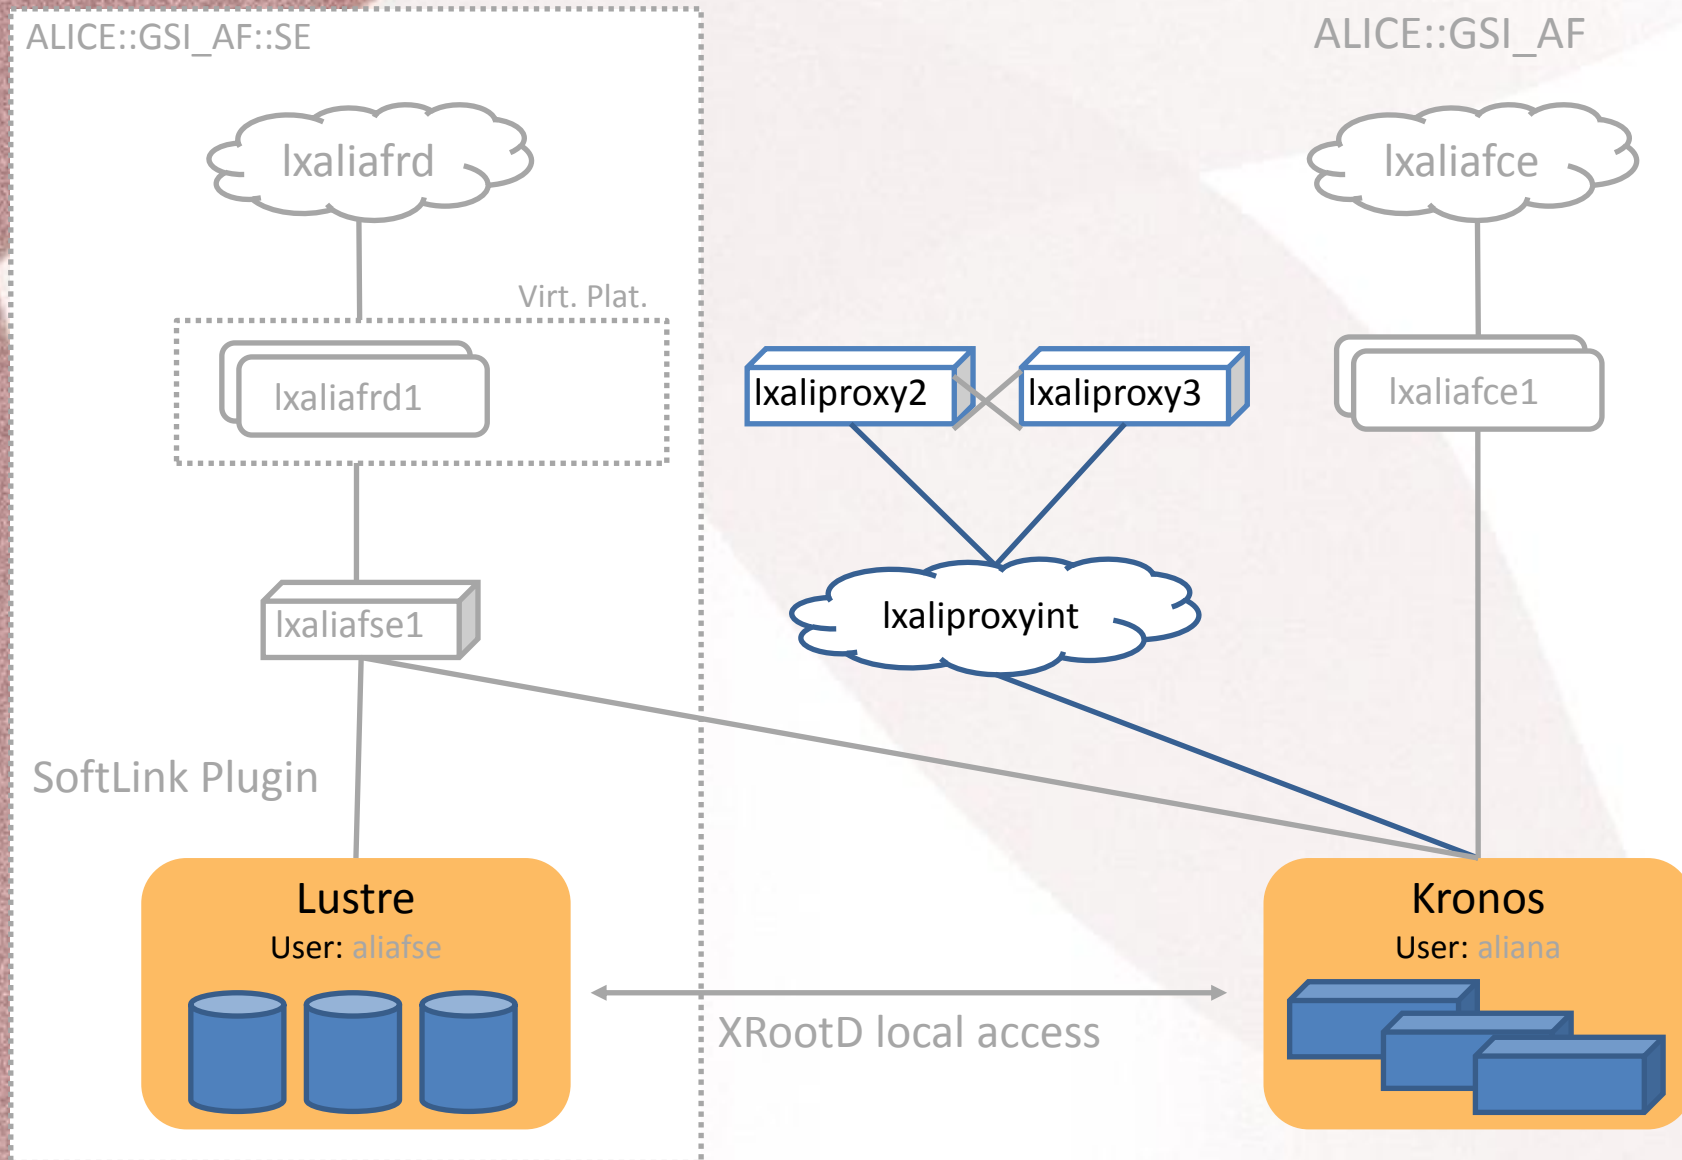 ALICE::GSI_AF::SE
ALICE::GSI_AF
lxaliafrd
lxaliafce
Virt. Plat.
lxaliafrd1
lxaliproxy2
lxaliproxy3
lxaliafce1
lxaliafse1
lxaliproxyint
SoftLink Plugin
Lustre
User: aliafse
Kronos
User: aliana
XRootD local access